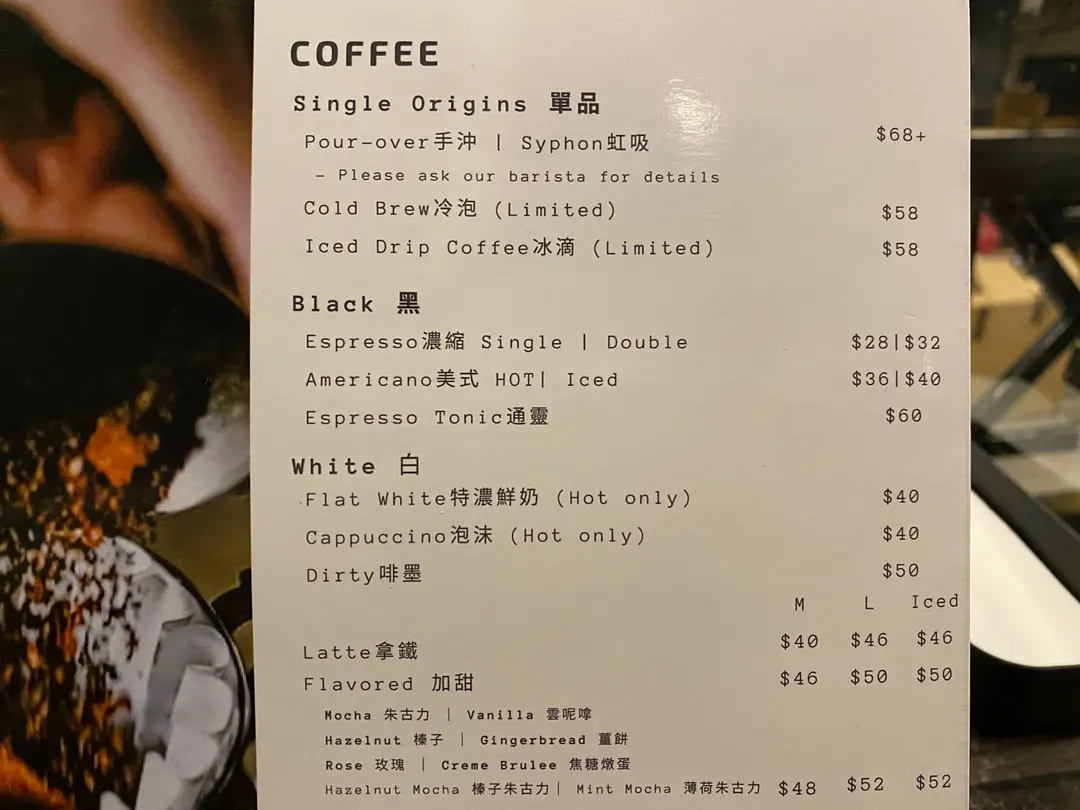 COFFEE
Single Origins 單品
Pour-over手沖 | Syphon虹吸 $68+
- Please ask our barista for details
Cold Brew冷泡 (Limited) $58
Iced Drip Coffee冰滴 (Limited) $58
Black 黑
Espresso濃縮 Single | Double $28|$32
Americano美式 HOT| Iced $36|$40
Espresso Tonic通靈 $60
White 白
Flat White特濃鮮奶 (Hot only) $40
Cappuccino泡沫 (Hot only) $40
Dirty啡墨 $50
M L Iced
Latte拿鐵 $40 $46 $46
Flavored 加甜 $46 $50 $50
Mocha 朱古力 | Vanilla 雲呢嗱
Hazelnut 榛子 | Gingerbread 薑餅
Rose 玫瑰 | Creme Brulee 焦糖燉蛋
Hazelnut Mocha 榛子朱古力| Mint Mocha 薄荷朱古力 $48 $52 $52